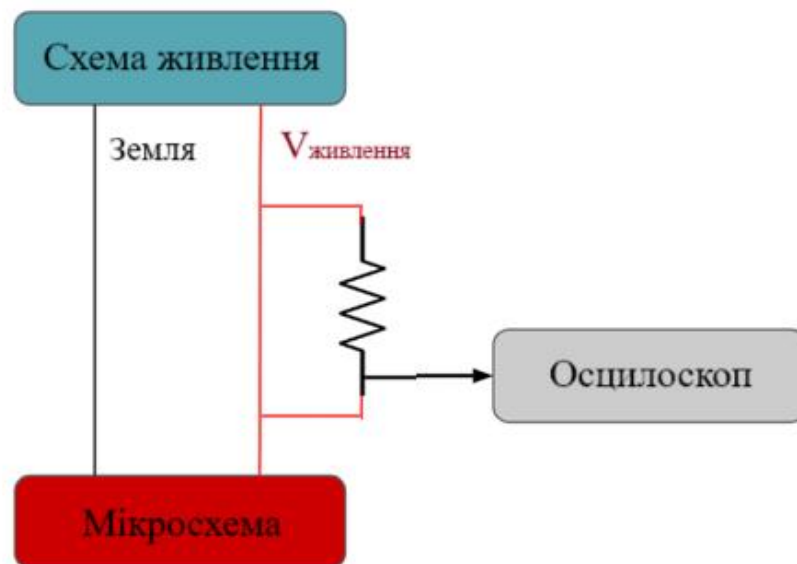 Схема живлення
Земля
Vживлення
Осцилоскоп
Мікросхема